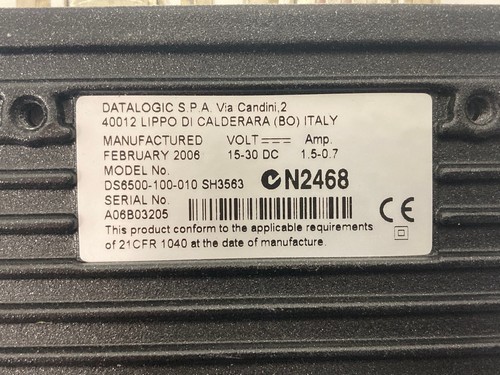 DATALOGIC S.P.A. Via Candini,2
40012 LIPPO DI CALDERARA (BO) ITALY
MANUFACTURED VOLT Amp.
FEBRUARY 2006 15-30 DC 1.5-0.7
MODEL No.
DS6500-100-010 SH3563 N2468
SERIAL No.
A06B03205 CE
This product conform to the applicable requirements
of 21CFR 1040 at the date of manufacture.